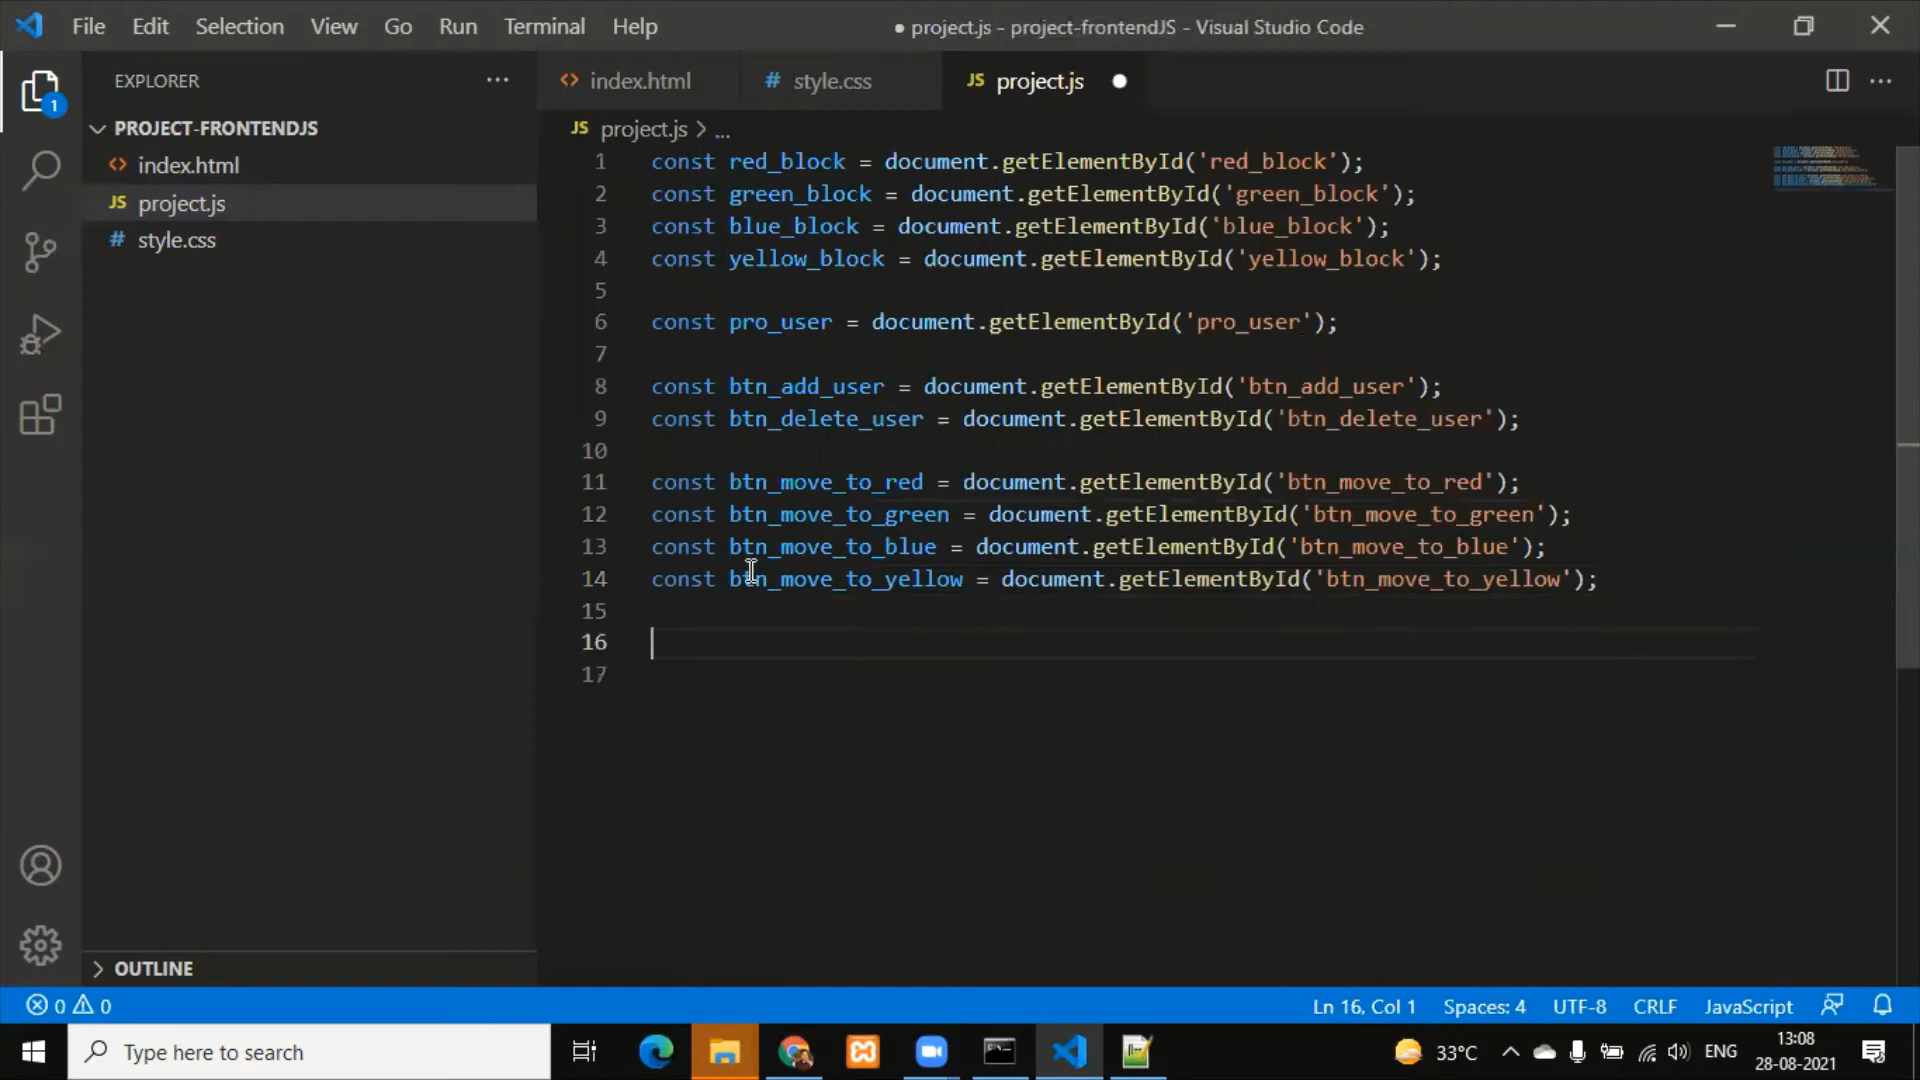 File Edit Selection View Go Run Terminal Help ● project.js - project-frontendJS - Visual Studio Code
EXPLORER ...
index.html style.css JS project.js ●
PROJECT-FRONTENDJS
index.html
JS project.js
style.css
OUTLINE
JS project.js > ...
1 const red_block = document.getElementById('red_block');
2 const green_block = document.getElementById('green_block');
3 const blue_block = document.getElementById('blue_block');
4 const yellow_block = document.getElementById('yellow_block');
5
6 const pro_user = document.getElementById('pro_user');
7
8 const btn_add_user = document.getElementById('btn_add_user');
9 const btn_delete_user = document.getElementById('btn_delete_user');
10
11 const btn_move_to_red = document.getElementById('btn_move_to_red');
12 const btn_move_to_green = document.getElementById('btn_move_to_green');
13 const btn_move_to_blue = document.getElementById('btn_move_to_blue');
14 const btn_move_to_yellow = document.getElementById('btn_move_to_yellow');
15
16
17
1
0 0 Ln 16, Col 1 Spaces: 4 UTF-8 CRLF JavaScript
Type here to search 33°C ENG 13:08
28-08-2021